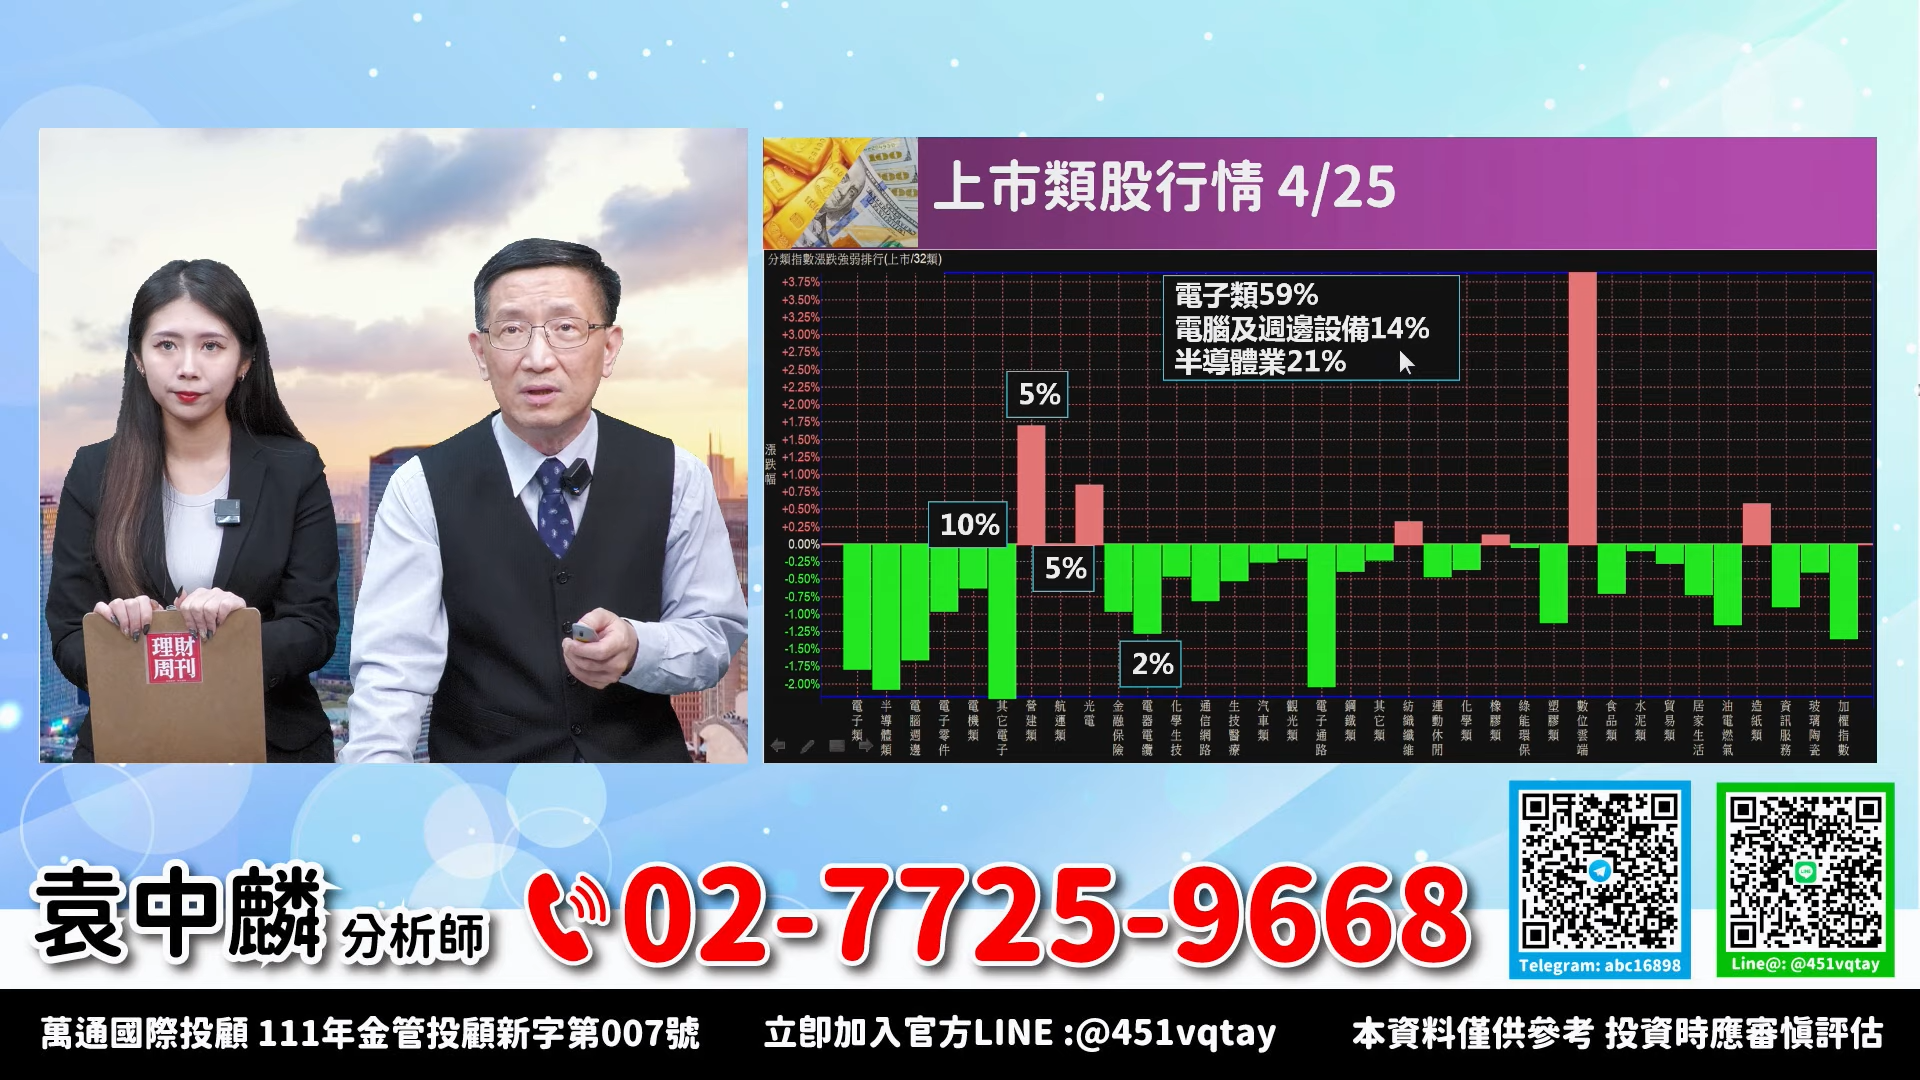 上市類股行情 4/25
分類指數漲跌強弱排行(上市/32類)
電子類59%
電腦及週邊設備14%
半導體業21%
漲跌幅
+3.75%
+3.50%
+3.25%
+3.00%
+2.75%
+2.50%
+2.25%
+2.00%
+1.75%
+1.50%
+1.25%
+1.00%
+0.75%
+0.50%
+0.25%
0.00%
-0.25%
-0.50%
-0.75%
-1.00%
-1.25%
-1.50%
-1.75%
-2.00%
5%
10%
5%
2%
電子類
半導體類
電腦週邊
電子零件
電機類
其它電子
營建類
航運類
光電
金融保險
電器電纜
化學生技
通信網路
生技醫療
汽車類
觀光類
電子通路
鋼鐵類
其它類
紡織纖維
運動休閒
化學類
橡膠類
綠能環保
塑膠類
數位雲端
食品類
水泥類
貿易類
居家生活
油電燃氣
造紙類
資訊服務
玻璃陶瓷
加權指數
理財
周刊
袁中麟 分析師
02-7725-9668
Telegram: abc16898
Line@: @451vqtay
萬通國際投顧 111年金管投顧新字第007號
立即加入官方LINE :@451vqtay
本資料僅供參考 投資時應審慎評估